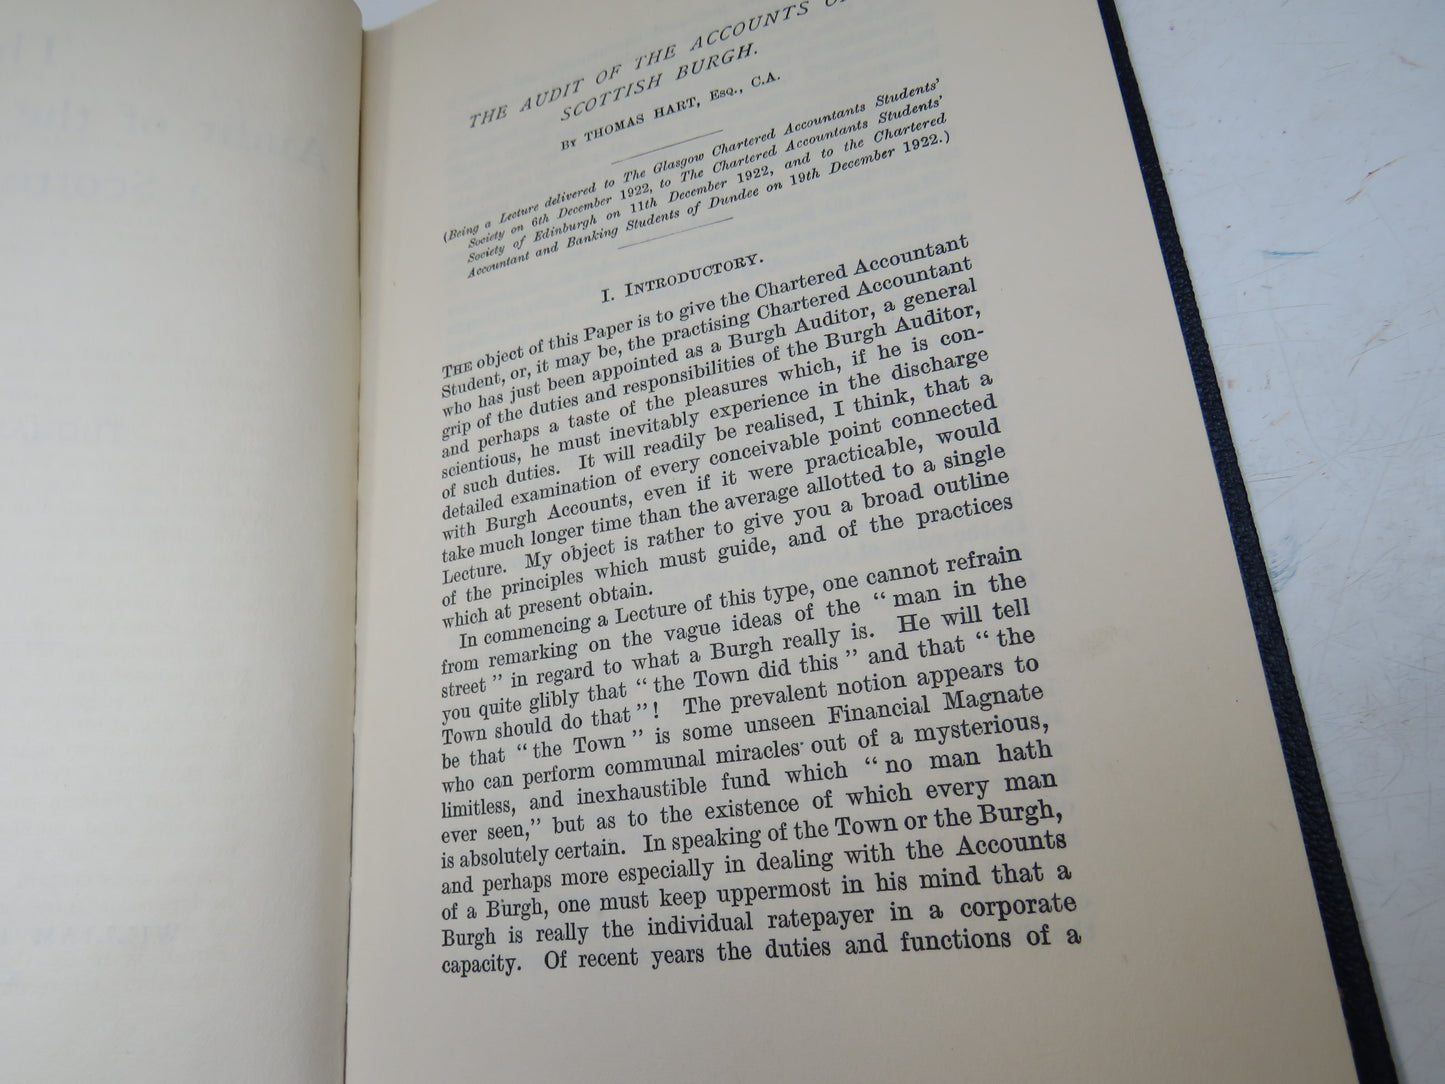 THE AUDIT OF THE ACCOUNTS
SCOTTISH BURGH.
BY THOMAS HART, ESQ., C.A.
(Being a Lecture delivered to The Glasgow Chartered Accountants Students'
Society on 6th December 1922, to The Chartered Accountants Students'
Society of Edinburgh on 11th December 1922, and to the Chartered
Accountant and Banking Students of Dundee on 19th December 1922.)
I. INTRODUCTORY.
THE object of this Paper is to give the Chartered Accountant
Student, or, it may be, the practising Chartered Accountant
who has just been appointed as a Burgh Auditor, a general
grip of the duties and responsibilities of the Burgh Auditor,
and perhaps a taste of the pleasures which, if he is con-
scientious, he must inevitably experience in the discharge
of such duties. It will readily be realised, I think, that a
detailed examination of every conceivable point connected
with Burgh Accounts, even if it were practicable, would
take much longer time than the average allotted to a single
Lecture. My object is rather to give you a broad outline
of the principles which must guide, and of the practices
which at present obtain.
In commencing a Lecture of this type, one cannot refrain
from remarking on the vague ideas of the "man in the
street" in regard to what a Burgh really is. He will tell
you quite glibly that "the Town did this" and that "the
Town should do that"! The prevalent notion appears to
be that "the Town" is some unseen Financial Magnate
who can perform communal miracles out of a mysterious,
limitless, and inexhaustible fund which "no man hath
ever seen," but as to the existence of which every man
is absolutely certain. In speaking of the Town or the Burgh,
and perhaps more especially in dealing with the Accounts
of a Burgh, one must keep uppermost in his mind that a
Burgh is really the individual ratepayer in a corporate
capacity. Of recent years the duties and functions of a